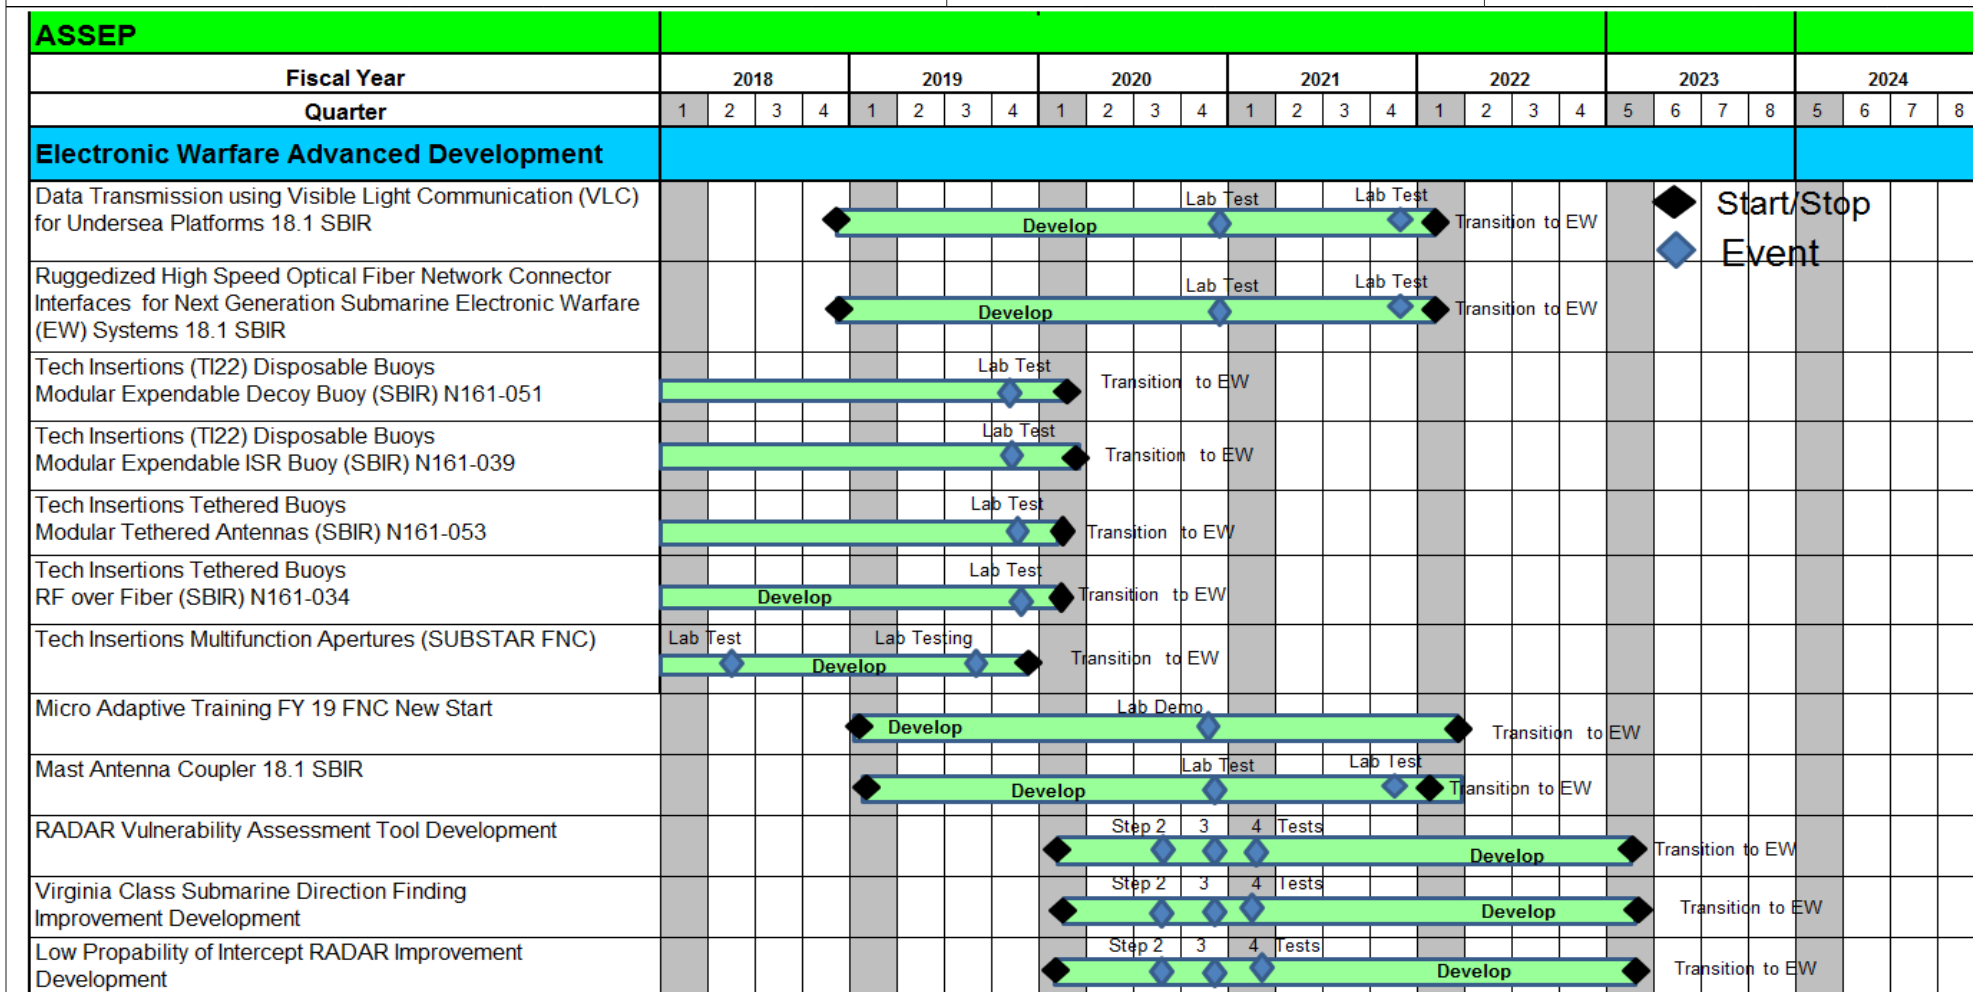 ASSEP
Fiscal Year 2018 2019 2020 2021 2022 2023 2024
Quarter 1 2 3 4 1 2 3 4 1 2 3 4 1 2 3 4 1 2 3 4 5 6 7 8 5 6 7 8
Electronic Warfare Advanced Development
Start/Stop
Event
Data Transmission using Visible Light Communication (VLC)
for Undersea Platforms 18.1 SBIR
Lab Test Lab Test
Develop Transition to EW
Ruggedized High Speed Optical Fiber Network Connector
Interfaces for Next Generation Submarine Electronic Warfare
(EW) Systems 18.1 SBIR
Lab Test Lab Test
Develop Transition to EW
Tech Insertions (TI22) Disposable Buoys
Modular Expendable Decoy Buoy (SBIR) N161-051
Lab Test
Transition to EW
Tech Insertions (TI22) Disposable Buoys
Modular Expendable ISR Buoy (SBIR) N161-039
Lab Test
Transition to EW
Tech Insertions Tethered Buoys
Modular Tethered Antennas (SBIR) N161-053
Lab Test
Transition to EW
Tech Insertions Tethered Buoys
RF over Fiber (SBIR) N161-034
Lab Test
Develop Transition to EW
Tech Insertions Multifunction Apertures (SUBSTAR FNC)
Lab Test Lab Testing
Develop Transition to EW
Micro Adaptive Training FY 19 FNC New Start
Lab Demo
Develop Transition to EW
Mast Antenna Coupler 18.1 SBIR
Lab Test Lab Test
Develop Transition to EW
RADAR Vulnerability Assessment Tool Development
Step 2 3 4 Tests
Develop Transition to EW
Virginia Class Submarine Direction Finding
Improvement Development
Step 2 3 4 Tests
Develop Transition to EW
Low Propability of Intercept RADAR Improvement
Development
Step 2 3 4 Tests
Develop Transition to EW